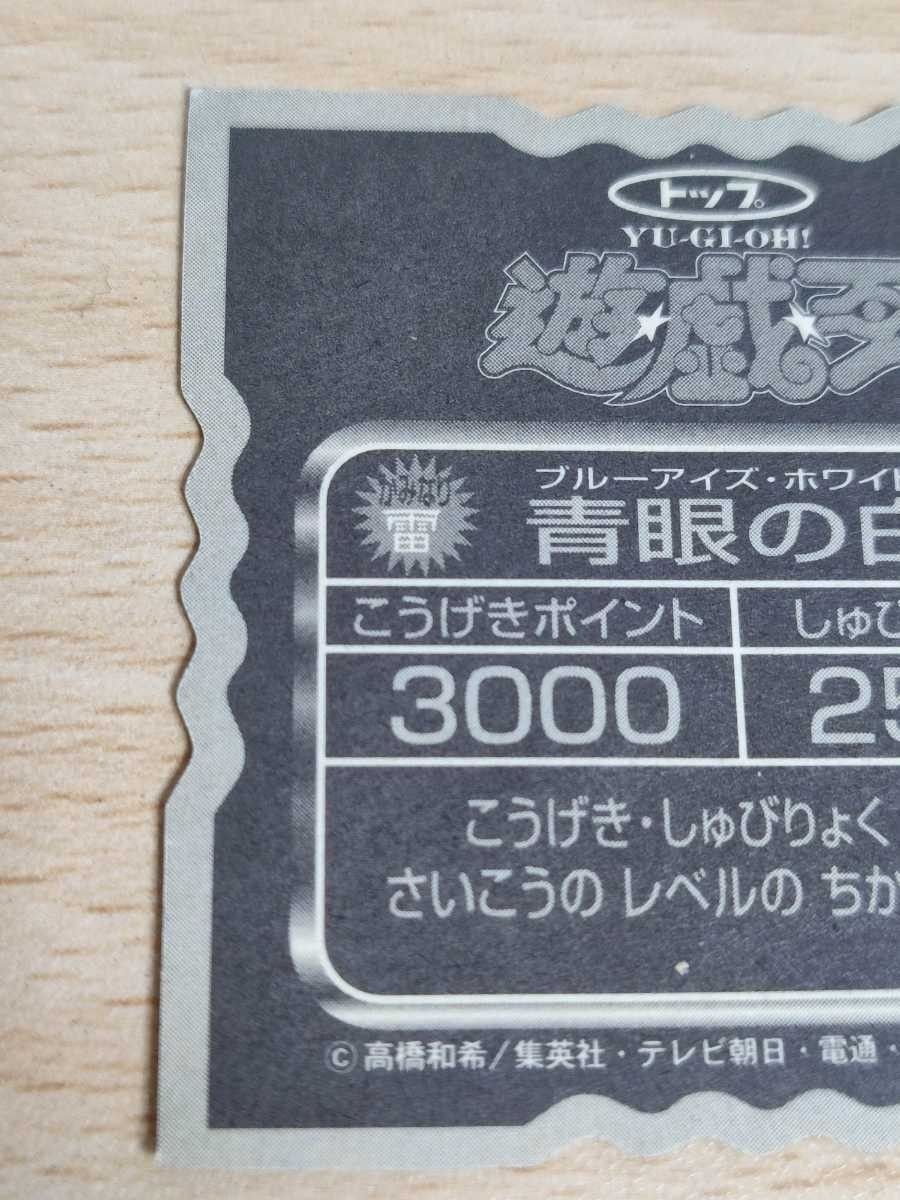 トップ。
YU-GI-OH!
遊戯王
かみなり
雷
ブルーアイズ・ホワイト
青眼の白
こうげきポイント
しゅび
3000
25
こうげき・しゅびりょく
さいこうの レベルの ちか
©高橋和希/集英社・テレビ朝日・電通・